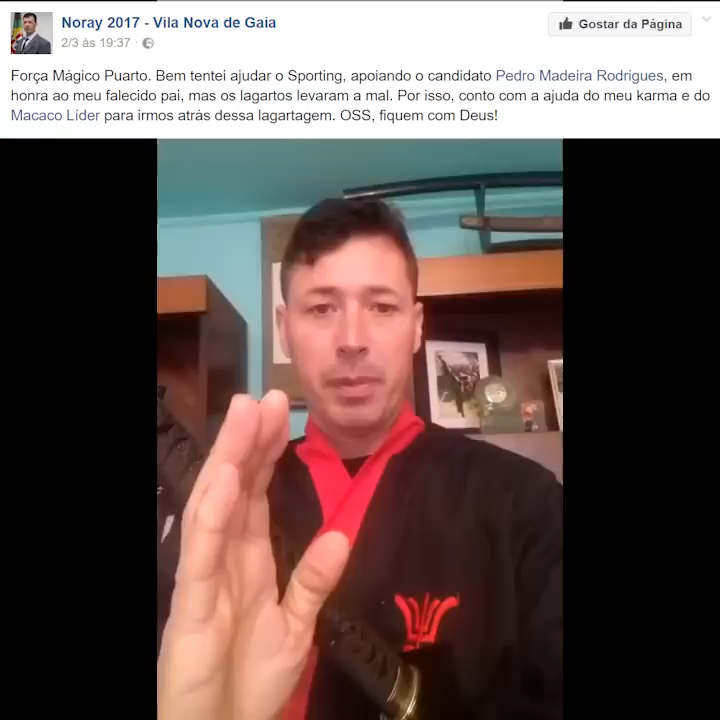 Noray 2017 - Vila Nova de Gaia
Gostar da Página
2/3 às 19:37 ·
Força Mágico Puarto. Bem tentei ajudar o Sporting, apoiando o candidato Pedro Madeira Rodrigues, em
honra ao meu falecido pai, mas os lagartos levaram a mal. Por isso, conto com a ajuda do meu karma e do
Macaco Líder para irmos atrás dessa lagartagem. OSS, fiquem com Deus!